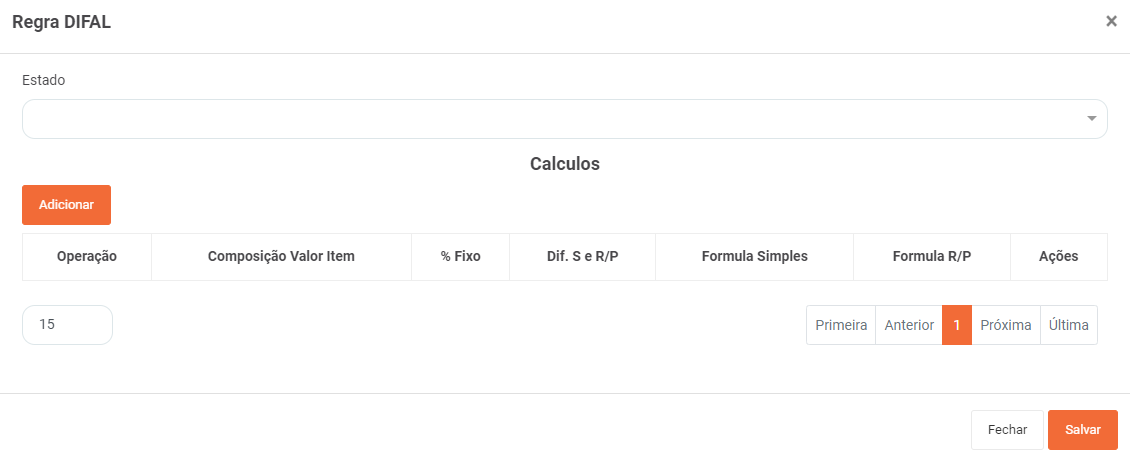 Regra DIFAL ×
Estado
Calculos
Adicionar
Operação Composição Valor Item % Fixo Dif. S e R/P Formula Simples Formula R/P Ações
15 Primeira Anterior 1 Próxima Última
Fechar Salvar